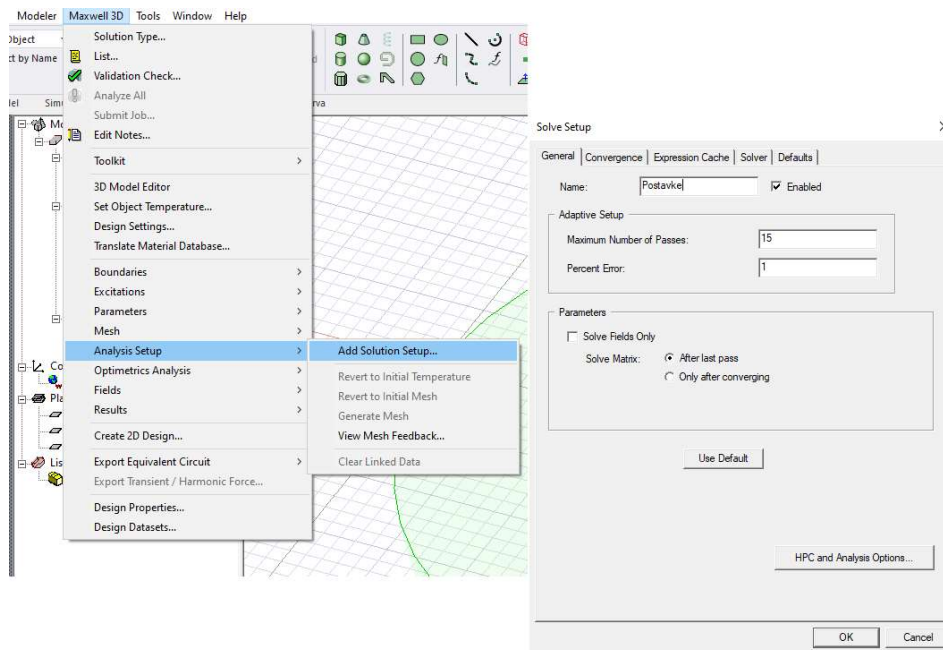 Modeler Maxwell 3D Tools Window Help
Object
ct by Name
Solution Type...
List...
Validation Check...
Analyze All
Submit Job...
Edit Notes...
Toolkit
3D Model Editor
Set Object Temperature...
Design Settings...
Translate Material Database...
Boundaries
Excitations
Parameters
Mesh
Analysis Setup
Optimetrics Analysis
Fields
Results
Create 2D Design...
Export Equivalent Circuit
Export Transient / Harmonic Force...
Design Properties...
Design Datasets...
Add Solution Setup...
Revert to Initial Temperature
Revert to Initial Mesh
Generate Mesh
View Mesh Feedback...
Clear Linked Data
Solve Setup
General Convergence Expression Cache Solver Defaults
Name: Postavke Enabled
Adaptive Setup
Maximum Number of Passes: 15
Percent Error: 1
Parameters
Solve Fields Only
Solve Matrix: After last pass
Only after converging
Use Default
HPC and Analysis Options...
OK Cancel